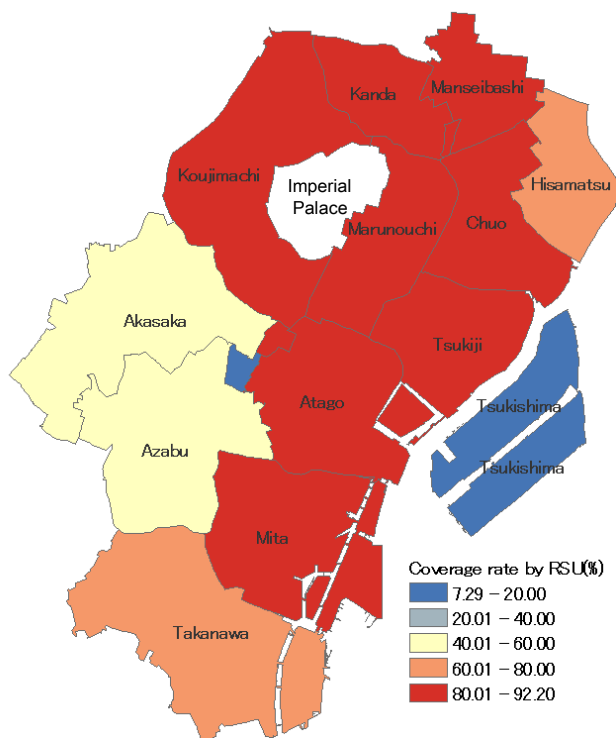 Kanda
Manseibashi
Koujimachi
Hisamatsu
Imperial
Palace
Marunouchi
Chuo
Akasaka
Tsukiji
Atago
Tsukishima
Azabu
Tsukishima
Mita
Takanawa
Coverage rate by RSU(%)
7.29 – 20.00
20.01 – 40.00
40.01 – 60.00
60.01 – 80.00
80.01 – 92.20